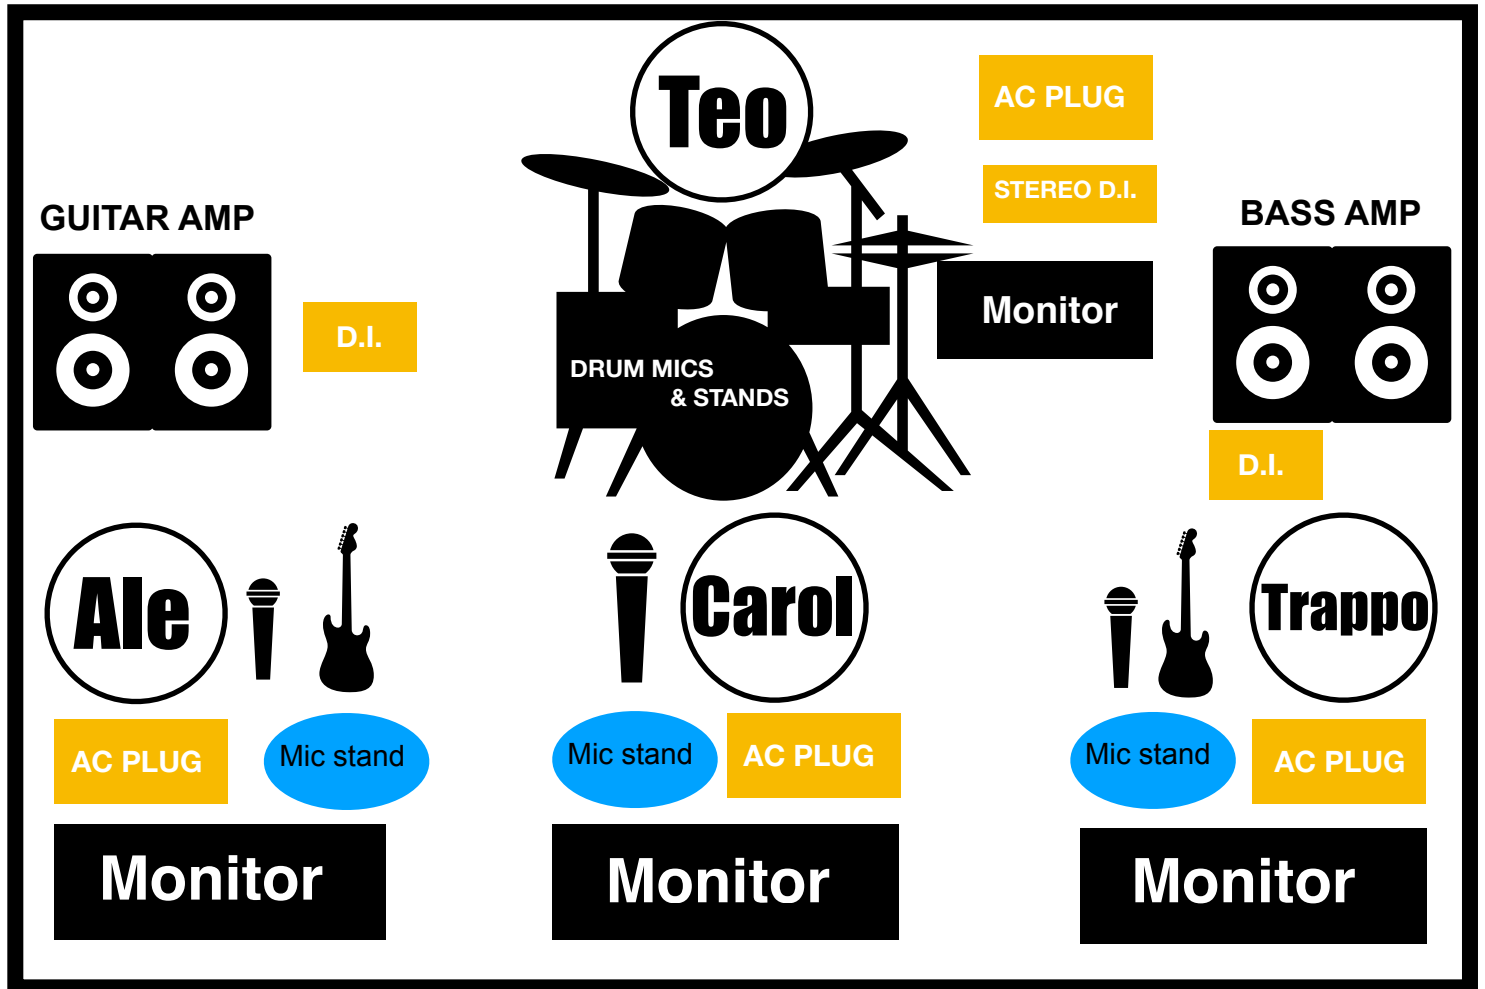 Teo
AC PLUG
STEREO D.I.
GUITAR AMP
BASS AMP
Monitor
D.I.
DRUM MICS
& STANDS
D.I.
Ale
Carol
Trappo
AC PLUG
Mic stand
Mic stand
AC PLUG
Mic stand
AC PLUG
Monitor
Monitor
Monitor